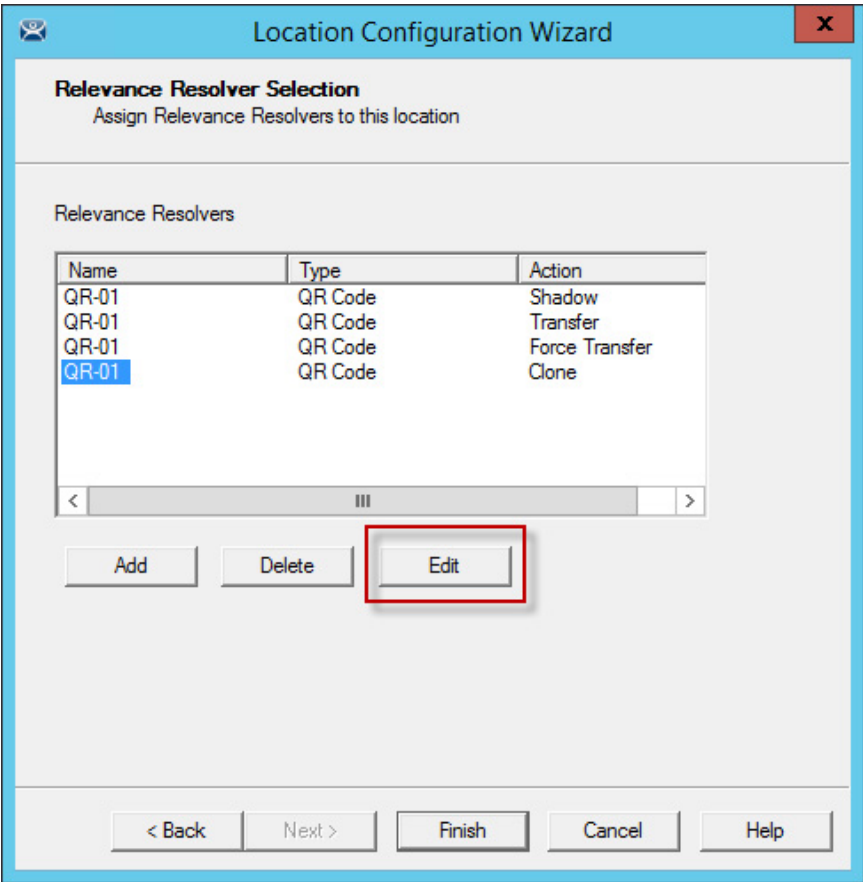 Location Configuration Wizard
x
Relevance Resolver Selection
Assign Relevance Resolvers to this location
Relevance Resolvers
Name Type Action
QR-01 QR Code Shadow
QR-01 QR Code Transfer
QR-01 QR Code Force Transfer
QR-01 QR Code Clone
Add Delete Edit
< Back Next > Finish Cancel Help